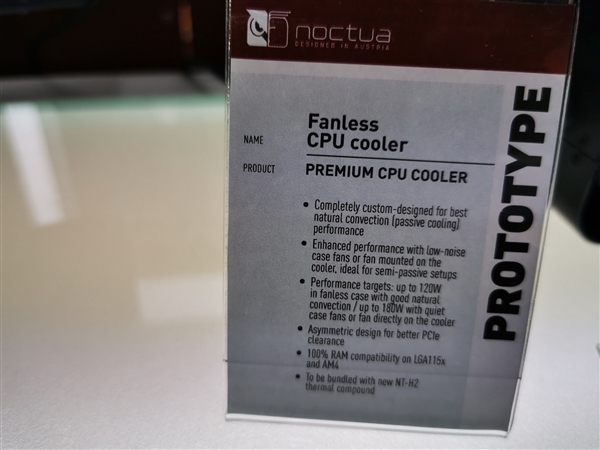 noctua
DESIGNED IN AUSTRIA
PROTOTYPE
NAME Fanless
CPU cooler
PRODUCT PREMIUM CPU COOLER
• Completely custom-designed for best
natural convection (passive cooling)
performance
• Enhanced performance with low-noise
case fans or fan mounted on the
cooler, ideal for semi-passive setups
• Performance targets: up to 120W
in fanless case with good natural
convection / up to 180W with quiet
case fans or fan directly on the cooler
• Asymmetric design for better PCIe
clearance
• 100% RAM compatibility on LGA115x
and AM4
• To be bundled with new NT-H2
thermal compound